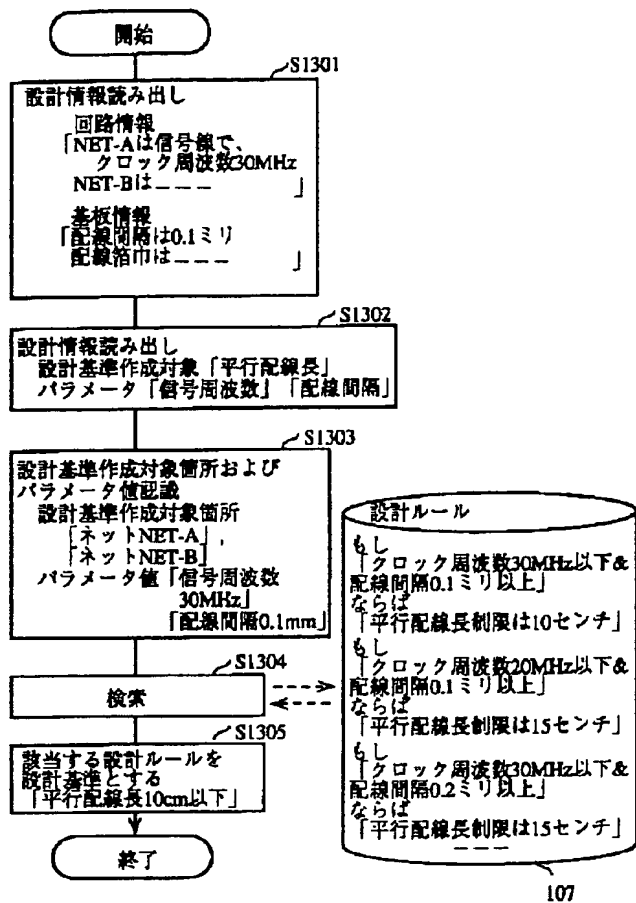 開始
S1301
設計情報読み出し
回路情報
「NET-Aは信号線で、
クロック周波数30MHz
NET-Bは___ 」
基板情報
「配線間隔は0.1ミリ
配線箔巾は___ 」
S1302
設計情報読み出し
設計基準作成対象「平行配線長」
パラメータ「信号周波数」「配線間隔」
S1303
設計基準作成対象箇所および
パラメータ値認識
設計基準作成対象箇所
「ネットNET-A」,
「ネットNET-B」
パラメータ値「信号周波数
30MHz」
「配線間隔0.1mm」
S1304
検索
S1305
該当する設計ルールを
設計基準とする
「平行配線長10cm以下」
終了
設計ルール
もし
「クロック周波数30MHz以下&
配線間隔0.1ミリ以上」
ならば
「平行配線長制限は10センチ」
もし
「クロック周波数20MHz以下&
配線間隔0.1ミリ以上」
ならば
「平行配線長制限は15センチ」
もし
「クロック周波数30MHz以下&
配線間隔0.2ミリ以上」
ならば
「平行配線長制限は15センチ」
___
107